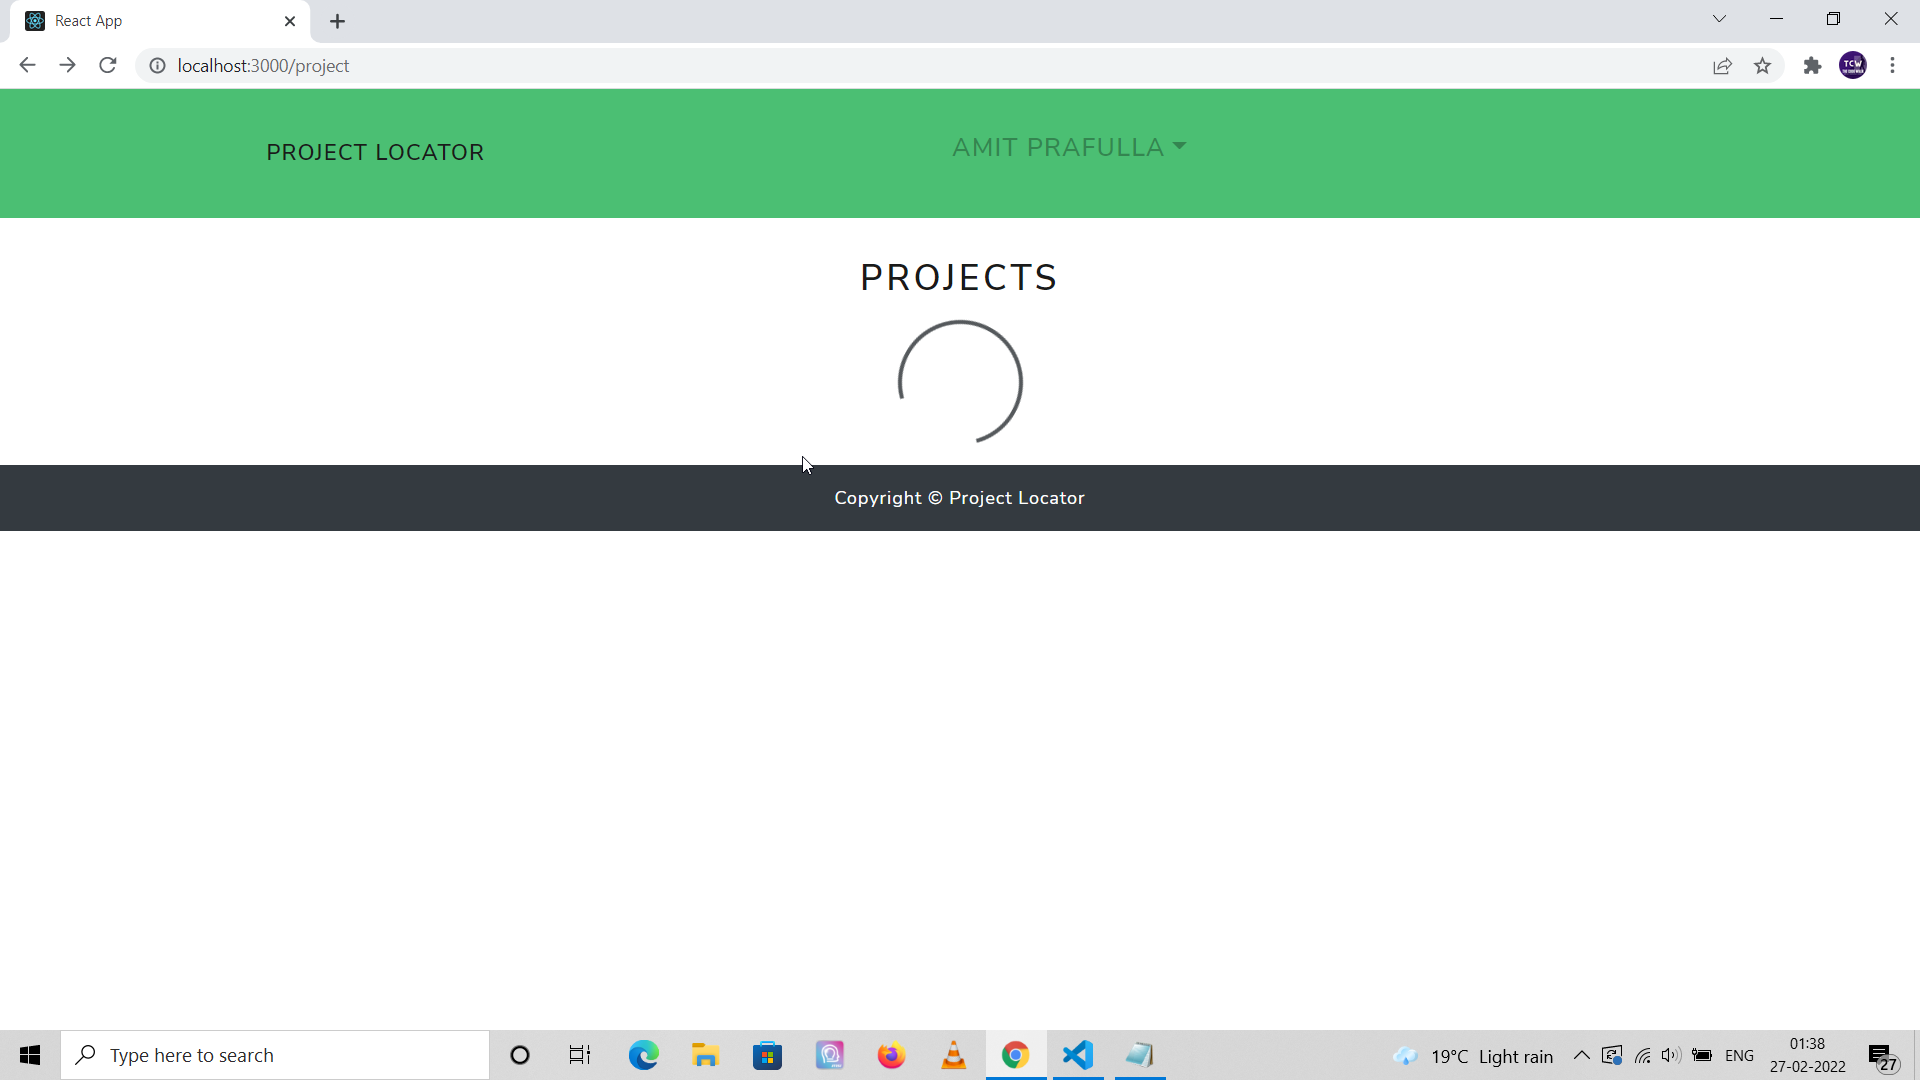 React App
localhost:3000/project
TCW
PROJECT LOCATOR
AMIT PRAFULLA
PROJECTS
Copyright © Project Locator
Type here to search
19°C Light rain
ENG
01:38
27-02-2022
27